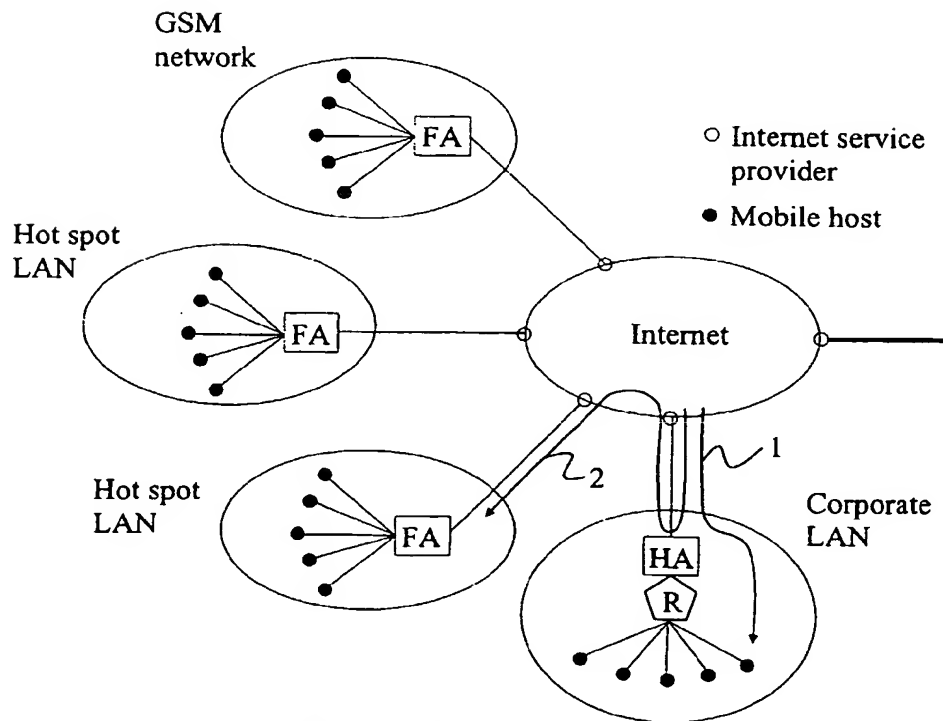 GSM
network
FA
Internet service
provider
Mobile host
Hot spot
LAN
FA
Internet
1
2
Hot spot
LAN
FA
Corporate
LAN
HA
R